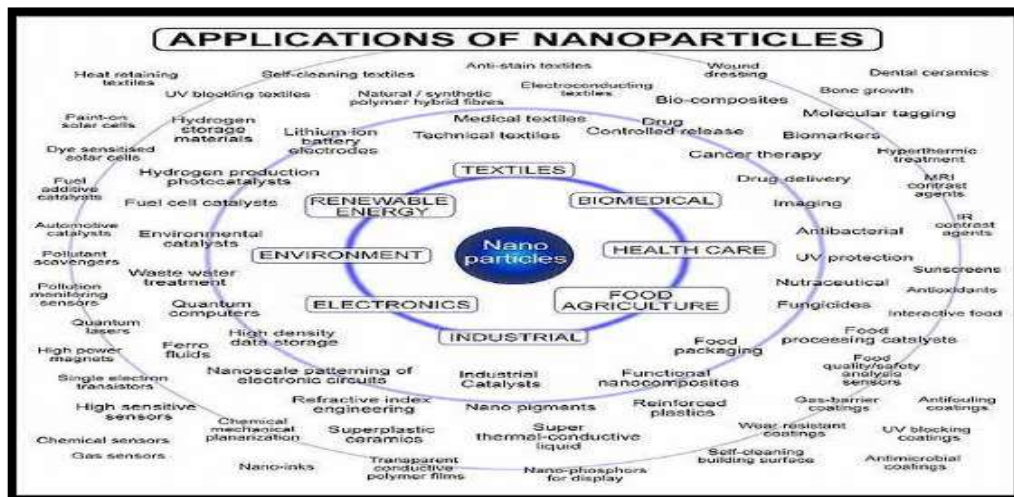 APPLICATIONS OF NANOPARTICLES
Heat retaining
textiles
Self-cleaning textiles
Anti-stain textiles
Wound
dressing
Dental ceramics
UV blocking textiles
Natural / synthetic
polymer hybrid fibres
Electroconducting
textiles
Bio-composites
Bone growth
Paint-on
solar cells
Hydrogen
storage
materials
Lithium-ion
battery
electrodes
Medical textiles
Technical textiles
Drug
Controlled release
Molecular tagging
Biomarkers
Dye sensitised
solar cells
Hydrogen production
photocatalysts
TEXTILES
Cancer therapy
Hyperthermic
treatment
Fuel
additive
catalysts
Fuel cell catalysts
RENEWABLE
ENERGY
BIOMEDICAL
Drug delivery
Imaging
MRI
contrast
agents
Automotive
catalysts
Environmental
catalysts
Antibacterial
IR
contrast
agents
Pollutant
scavengers
ENVIRONMENT
Nano
particles
HEALTH CARE
UV protection
Sunscreens
Pollution
monitoring
sensors
Waste water
treatment
Nutraceutical
Antioxidants
Quantum
computers
ELECTRONICS
FOOD
AGRICULTURE
Fungicides
Interactive food
Quantum
lasers
High density
data storage
INDUSTRIAL
Food
packaging
Food
processing catalysts
High power
magnets
Ferro
fluids
Nanoscale patterning of
electronic circuits
Industrial
Catalysts
Functional
nanocomposites
Food
quality/safety
analysis
sensors
Single electron
transistors
Refractive index
engineering
Nano pigments
Reinforced
plastics
Gas-barrier
coatings
Antifouling
coatings
High sensitive
sensors
Chemical
mechanical
planarization
Superplastic
ceramics
Super
thermal-conductive
liquid
Wear-resistant
coatings
UV blocking
coatings
Chemical sensors
Gas sensors
Nano-inks
Transparent
conductive
polymer films
Nano-phosphors
for display
Self-cleaning
building surface
Antimicrobial
coatings